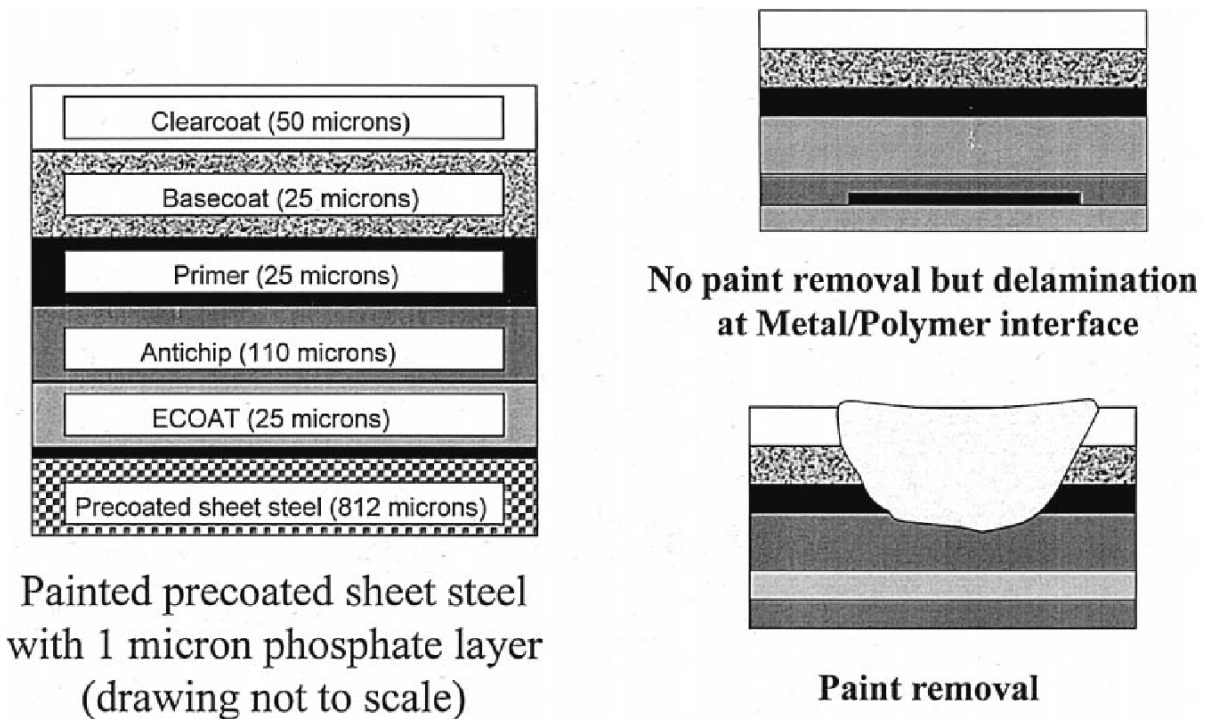 Clearcoat (50 microns)
Basecoat (25 microns)
Primer (25 microns)
Antichip (110 microns)
ECOAT (25 microns)
Precoated sheet steel (812 microns)
Painted precoated sheet steel
with 1 micron phosphate layer
(drawing not to scale)
No paint removal but delamination
at Metal/Polymer interface
Paint removal